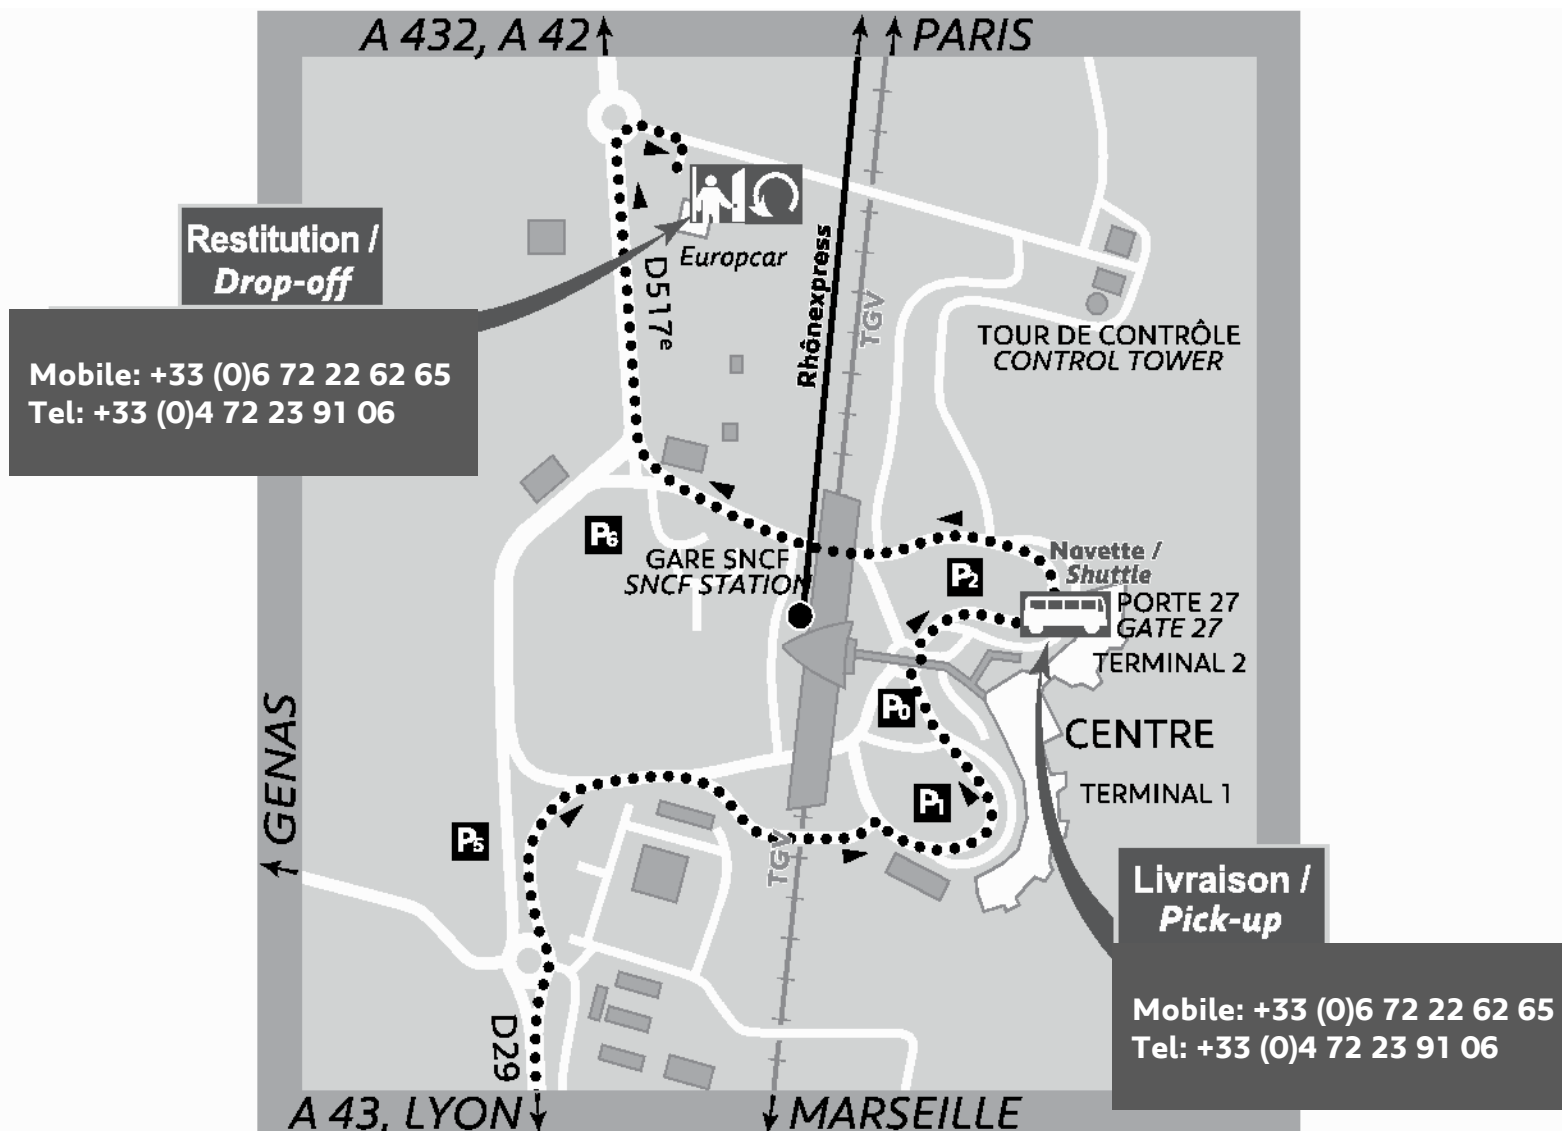 A 432, A 42
PARIS
Restitution /
Drop-off
Mobile: +33 (0)6 72 22 62 65
Tel: +33 (0)4 72 23 91 06
Europcar
D517e
Rhônexpress
TGV
TOUR DE CONTRÔLE
CONTROL TOWER
P6
GARE SNCF
SNCF STATION
P2
Navette /
Shuttle
PORTE 27
GATE 27
TERMINAL 2
P0
CENTRE
GENAS
P1
TERMINAL 1
P5
TGV
Livraison /
Pick-up
Mobile: +33 (0)6 72 22 62 65
Tel: +33 (0)4 72 23 91 06
D29
A 43, LYON
MARSEILLE